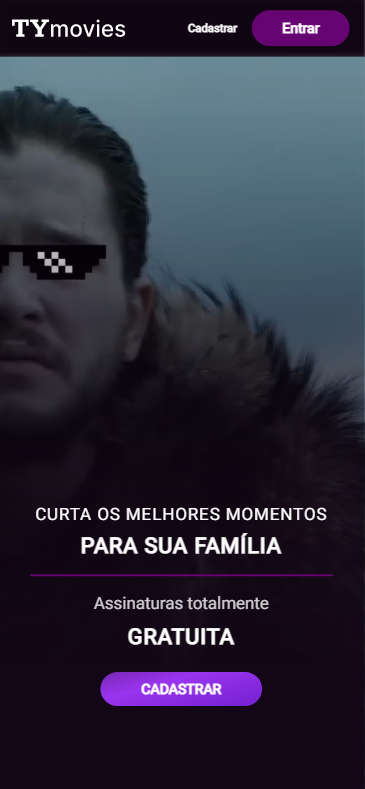 TYmovies
Cadastrar
Entrar
CURTA OS MELHORES MOMENTOS
PARA SUA FAMÍLIA
Assinaturas totalmente
GRATUITA
CADASTRAR